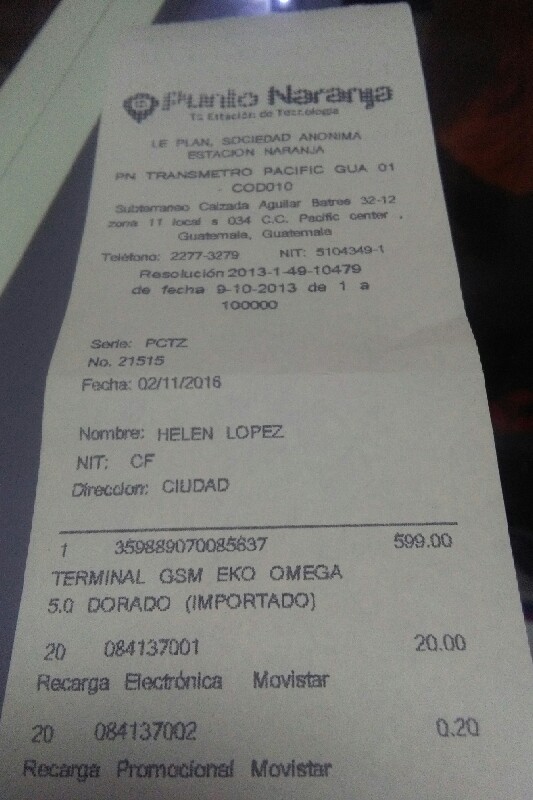 Punto Naranja
Tu Estación de Tecnología
LE PLAN, SOCIEDAD ANONIMA
ESTACION NARANJA
PN TRANSMETRO PACIFIC GUA 01
- COD010
Subterraneo Calzada Aguilar Batres 32-12
zona 11 local s 034 C.C. Pacific center ,
Guatemala, Guatemala
Teléfono: 2277-3279 NIT: 5104349-1
Resolución 2013-1-49-10479
de fecha 9-10-2013 de 1 a
100000
Serie: PCTZ
No. 21515
Fecha: 02/11/2016
Nombre: HELEN LOPEZ
NIT: CF
Direccion: CIUDAD
1 359889070085637 599.00
TERMINAL GSM EKO OMEGA
5.0 DORADO (IMPORTADO)
20 084137001 20.00
Recarga Electrónica Movistar
20 084137002 0.20
Recarga Promocional Movistar